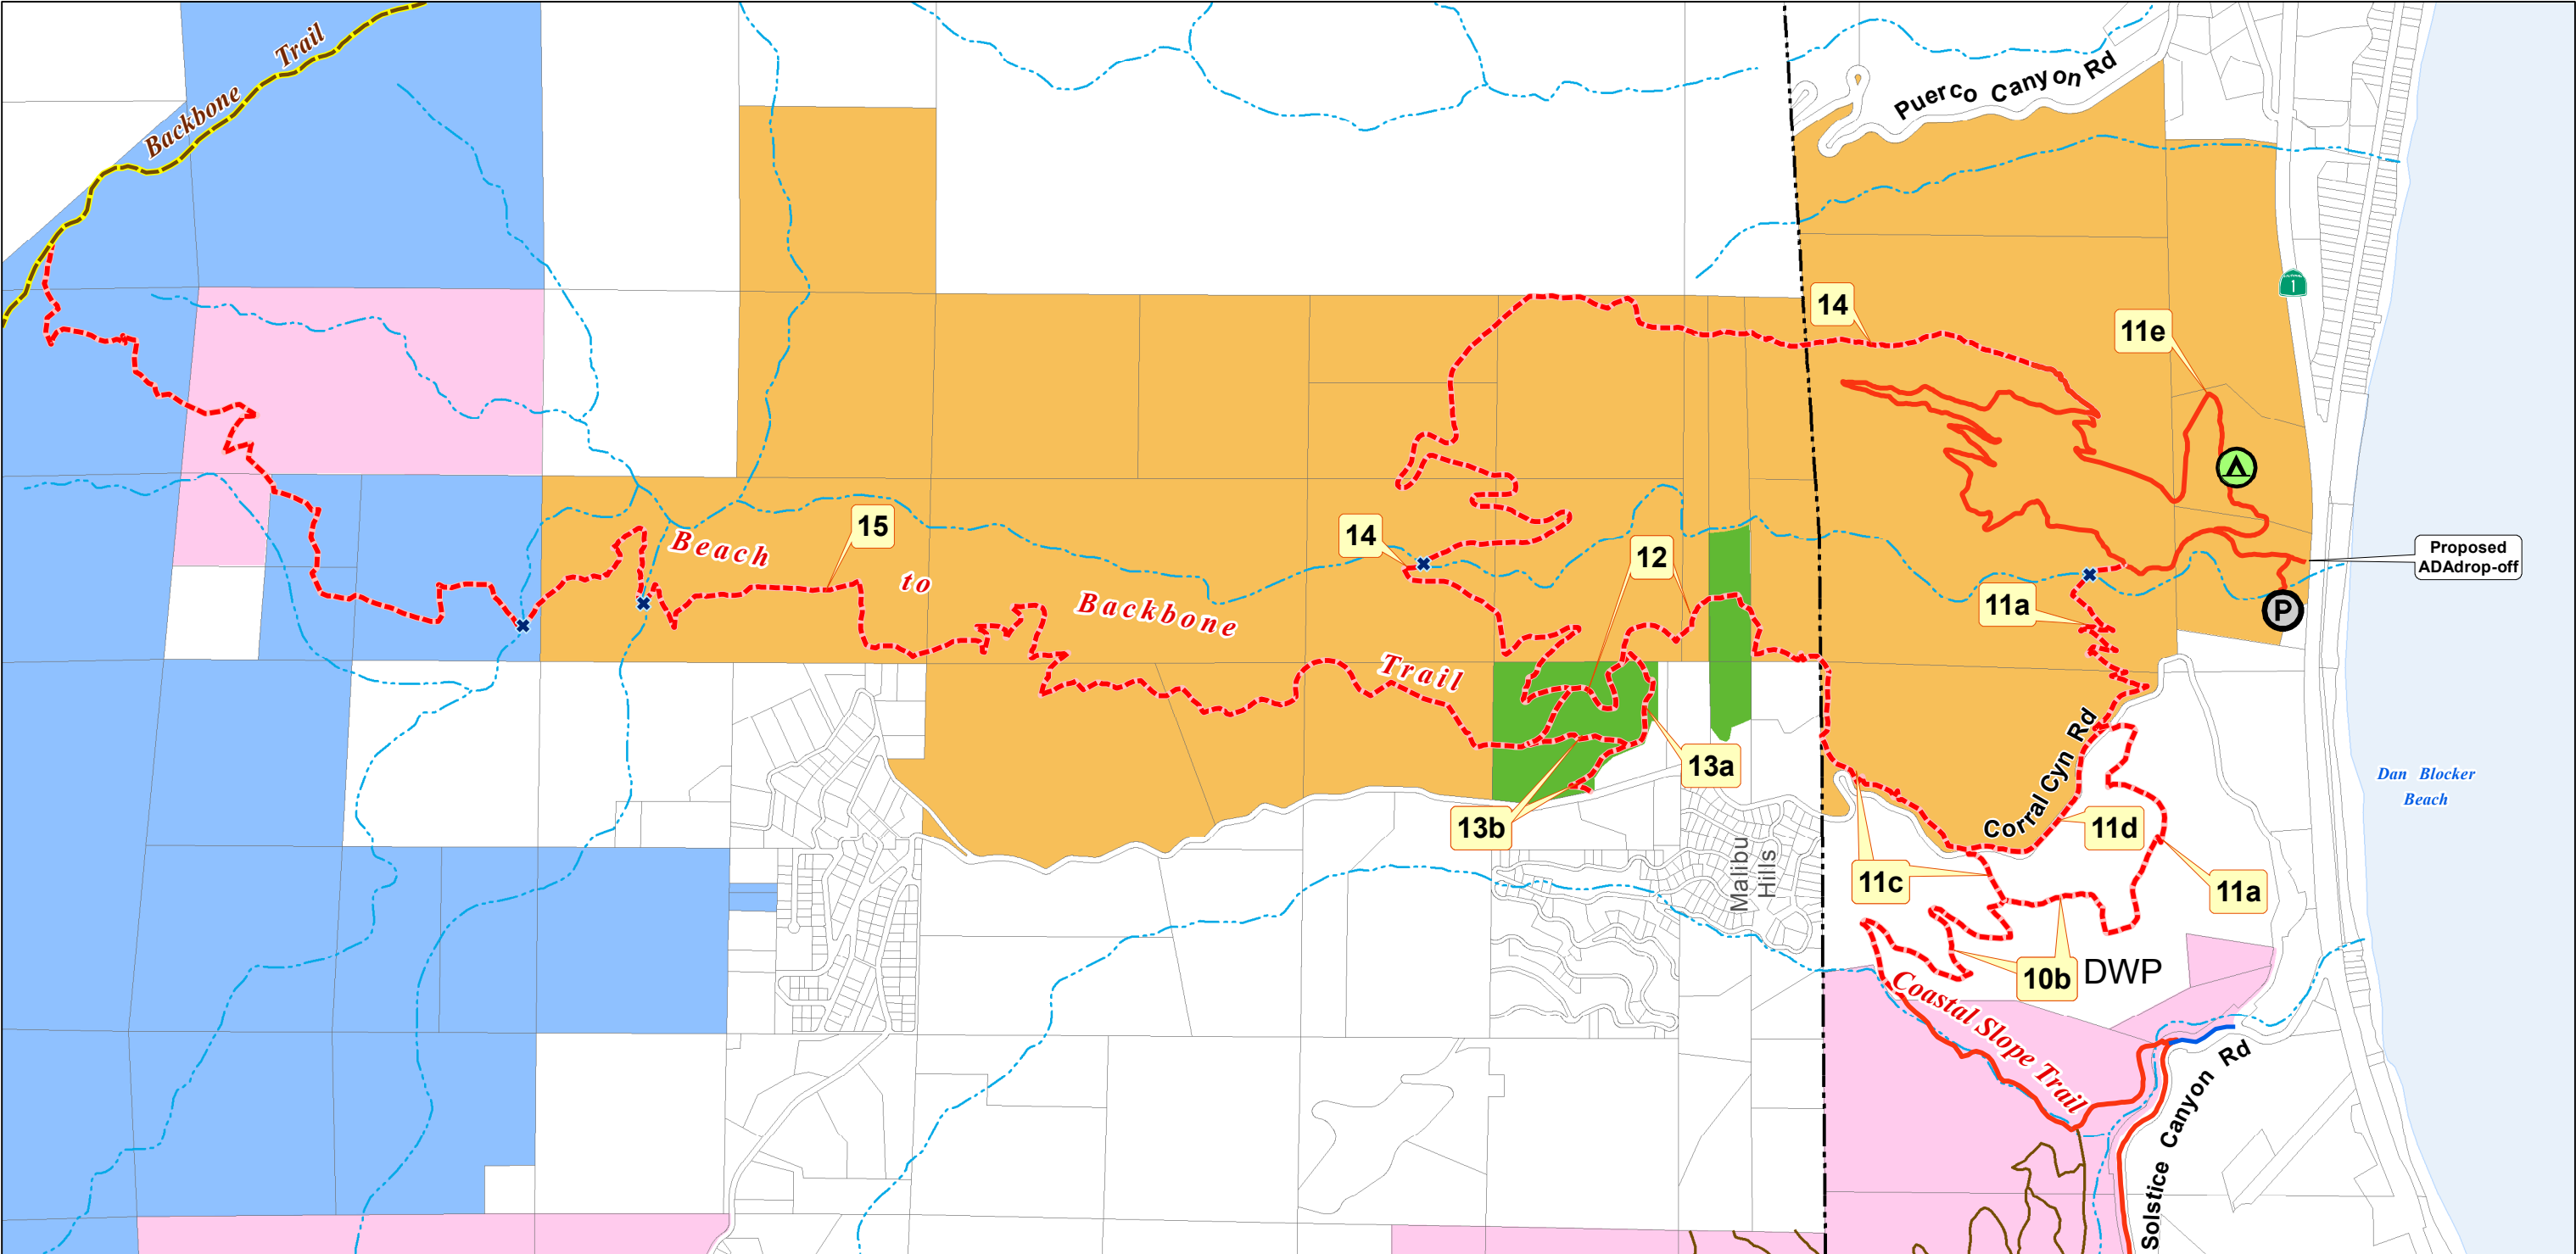 Backbone Trail
Puerco Canyon Rd
1
14
11e
15
Beach to Backbone Trail
14
12
Proposed
ADAdrop-off
11a
P
13a
13b
Corral Cyn Rd
11d
Dan Blocker
Beach
Malibu
Hills
11c
11a
10b
DWP
Coastal Slope Trail
Solstice Canyon Rd